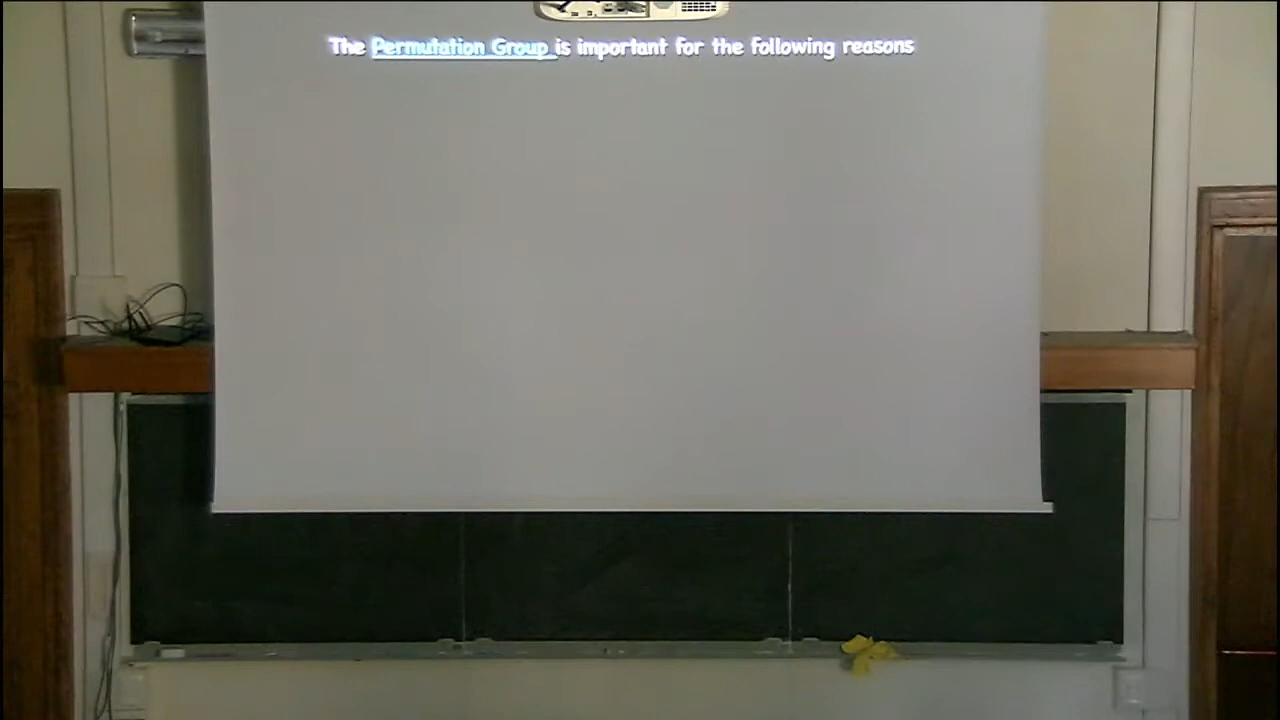 The Permutation Group is important for the following reasons